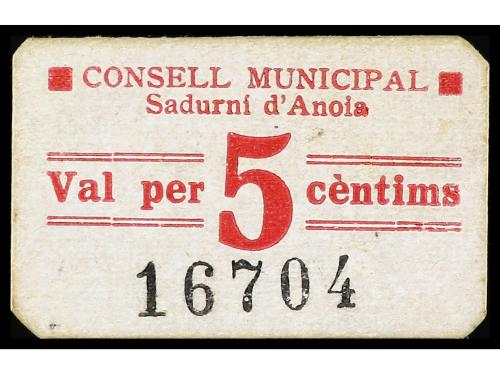 CONSELL MUNICIPAL
Sadurní d'Anoia
Val per 5 cèntims
16704